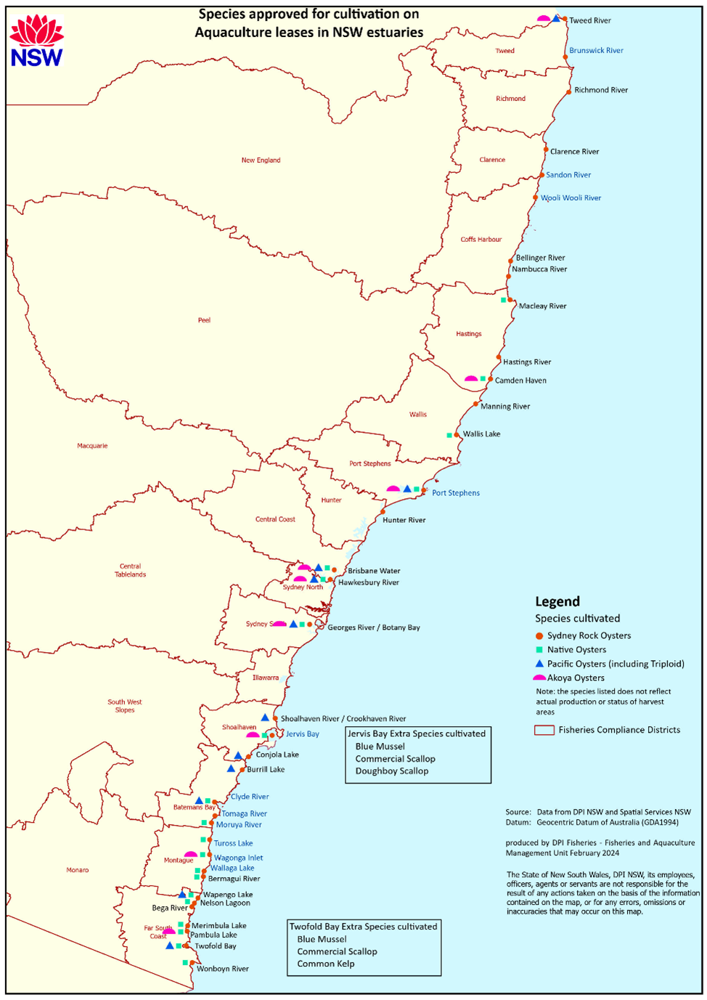 Species approved for cultivation on
Aquaculture leases in NSW estuaries
NSW
Tweed River
Tweed
Brunswick River
Richmond River
Richmond
Clarence River
New England
Clarence
Sandon River
Wooli Wooli River
Coffs Harbour
Bellinger River
Nambucca River
Macleay River
Peel
Hastings
Hastings River
Camden Haven
Manning River
Wallis
Wallis Lake
Macquarie
Port Stephens
Port Stephens
Hunter
Central Coast
Hunter River
Central
Tablelands
Brisbane Water
Hawkesbury River
Sydney North
Sydney S
Georges River / Botany Bay
Illawarra
South West
Slopes
Shoalhaven River / Crookhaven River
Shoalhaven
Jervis Bay
Conjola Lake
Burrill Lake
Clyde River
Batemans Bay
Tomaga River
Moruya River
Tuross Lake
Wagonga Inlet
Montague
Wallaga Lake
Monaro
Bermagui River
Wapengo Lake
Nelson Lagoon
Bega River
Merimbula Lake
Far South
Coast
Pambula Lake
Twofold Bay
Wonboyn River
Jervis Bay Extra Species cultivated
Blue Mussel
Commercial Scallop
Doughboy Scallop
Twofold Bay Extra Species cultivated
Blue Mussel
Commercial Scallop
Common Kelp
Legend
Species cultivated
Sydney Rock Oysters
Native Oysters
Pacific Oysters (including Triploid)
Akoya Oysters
Note: the species listed does not reflect
actual production or status of harvest
areas
Fisheries Compliance Districts
Source: Data from DPI NSW and Spatial Services NSW
Datum: Geocentric Datum of Australia (GDA1994)
produced by DPI Fisheries - Fisheries and Aquaculture
Management Unit February 2024
The State of New South Wales, DPI NSW, its employees,
officers, agents or servants are not responsible for the
result of any actions taken on the basis of the information
contained on the map, or for any errors, omissions or
inaccuracies that may occur on this map.